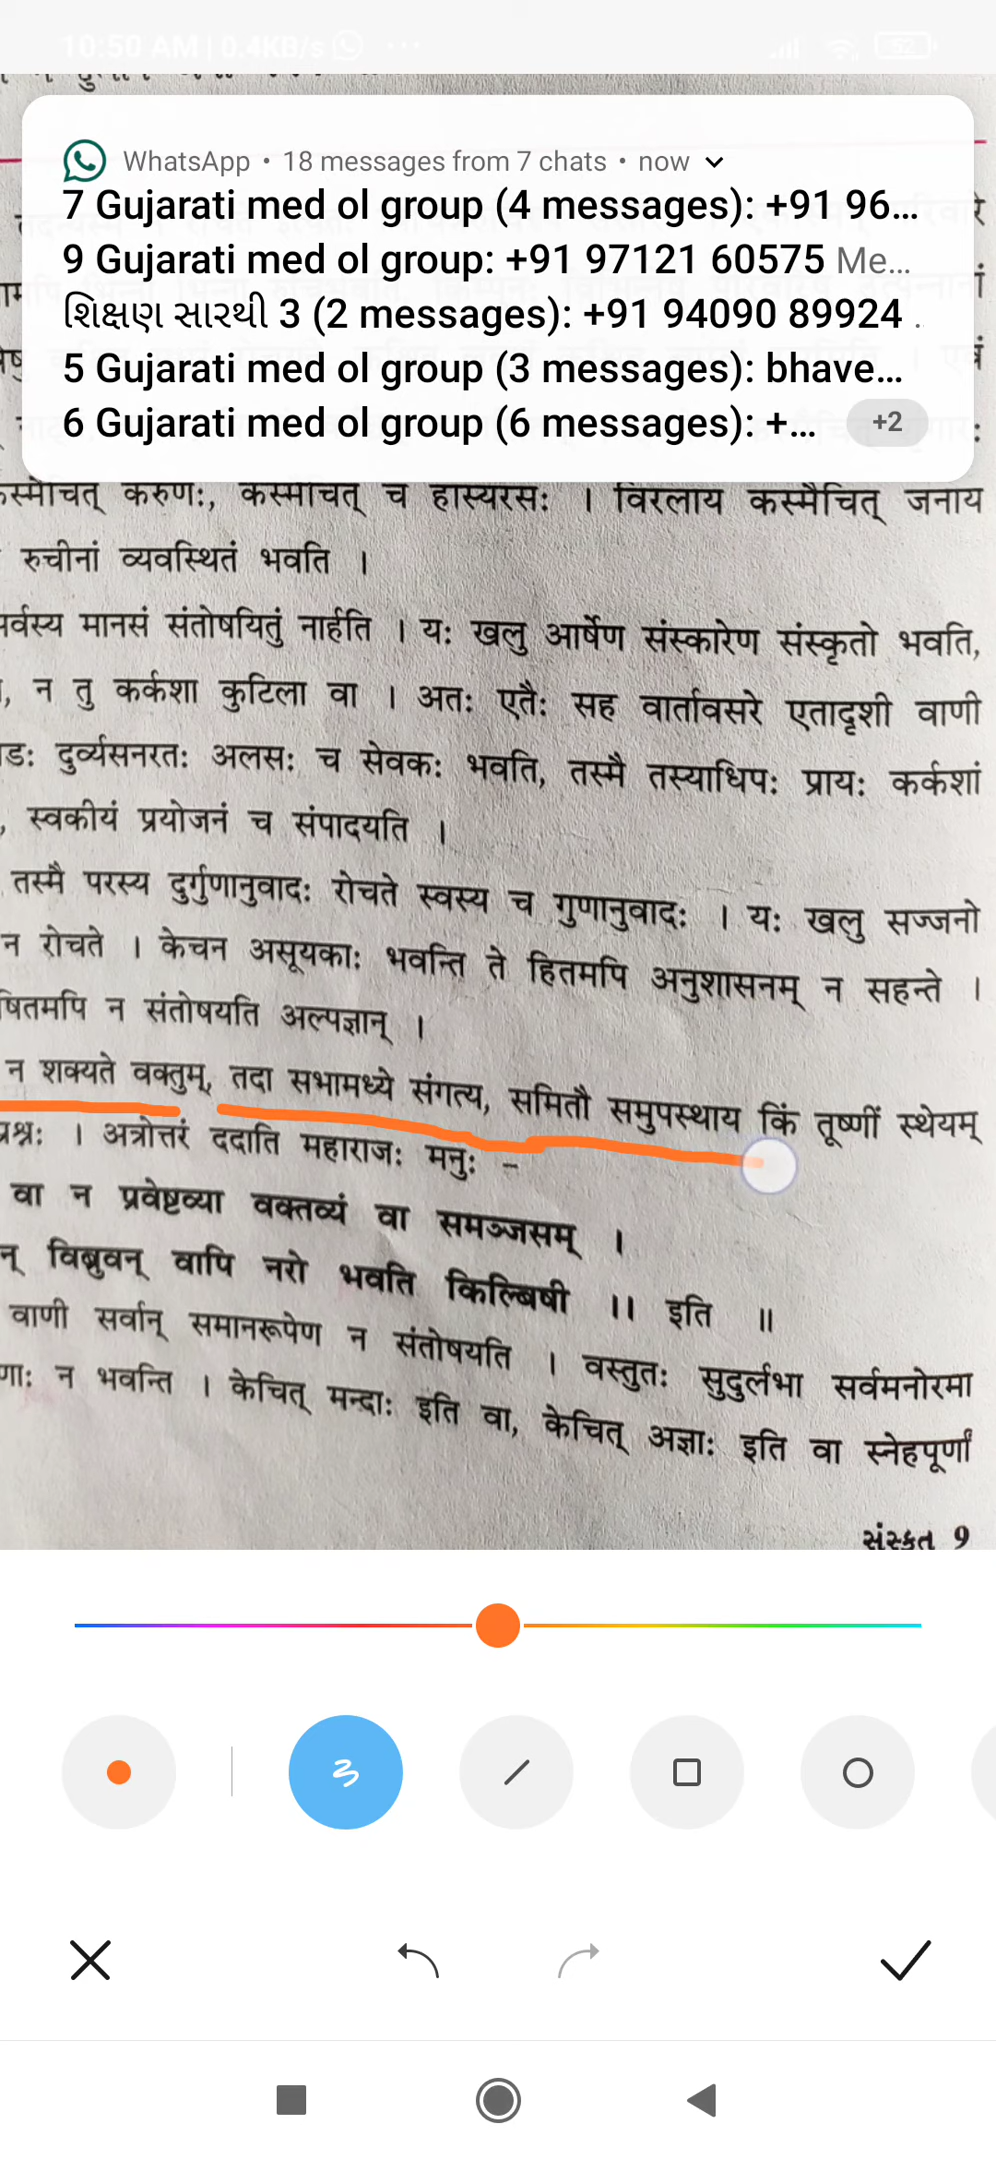 10:50 AM | 0.4KB/s
52
WhatsApp • 18 messages from 7 chats • now
7 Gujarati med ol group (4 messages): +91 96...
9 Gujarati med ol group: +91 97121 60575 Me...
શિક્ષણ સારથી 3 (2 messages): +91 94090 89924 .
5 Gujarati med ol group (3 messages): bhave...
6 Gujarati med ol group (6 messages): +...
+2
करुणः, कस्मैचित् च हास्यरसः । विरलाय कस्मैचित् जनाय
रुचीनां व्यवस्थितं भवति ।
मानसं संतोषयितुं नार्हति । यः खलु आर्षेण संस्कारेण संस्कृतो भवति,
, न तु कर्कशा कुटिला वा । अतः एतैः सह वार्तावसरे एतादृशी वाणी
डः दुर्व्यसनरतः अलसः च सेवकः भवति, तस्मै तस्याधिपः प्रायः कर्कशां
, स्वकीयं प्रयोजनं च संपादयति ।
तस्मै परस्य दुर्गुणानुवादः रोचते स्वस्य च गुणानुवादः । यः खलु सज्जनो
न रोचते । केचन असूयकाः भवन्ति ते हितमपि अनुशासनम् न सहन्ते ।
षितमपि न संतोषयति अल्पज्ञान् ।
न शक्यते वक्तुम्, तदा सभामध्ये संगत्य, समितौ समुपस्थाय किं तूष्णीं स्थेयम्
प्रश्नः । अत्रोत्तरं ददाति महाराजः मनुः –
वा न प्रवेष्टव्या वक्तव्यं वा समञ्जसम् ।
न् विब्रुवन् वापि नरो भवति किल्बिषी ।। इति ॥
वाणी सर्वान् समानरूपेण न संतोषयति । वस्तुतः सुदुर्लभा सर्वमनोरमा
णाः न भवन्ति । केचित् मन्दाः इति वा, केचित् अज्ञाः इति वा स्नेहपूर्णां
સંસ્કૃત 9